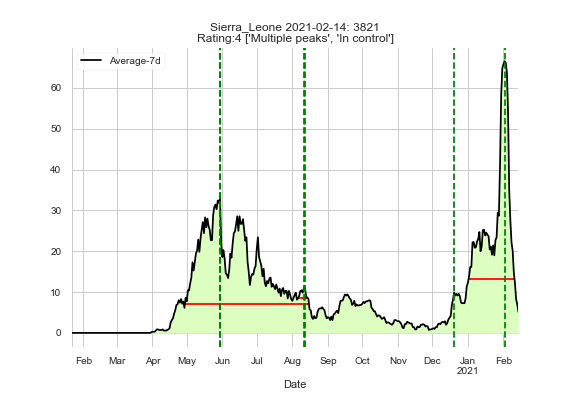 Sierra_Leone 2021-02-14: 3821
Rating:4 ['Multiple peaks', 'In control']
Average-7d
60
50
40
30
20
10
0
Feb Mar Apr May Jun Jul Aug Sep Oct Nov Dec Jan Feb
2021
Date